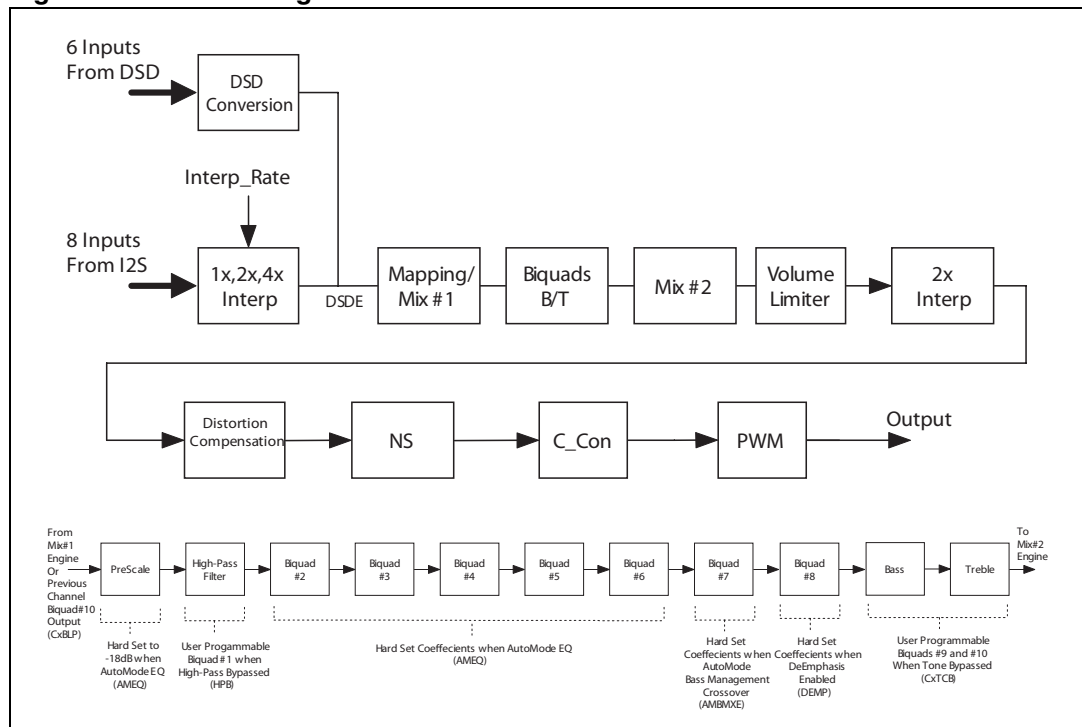 6 Inputs
From DSD
DSD
Conversion
Interp_Rate
8 Inputs
From I2S
1x,2x,4x
Interp
DSDE
Mapping/
Mix #1
Biquads
B/T
Mix #2
Volume
Limiter
2x
Interp
Distortion
Compensation
NS
C_Con
PWM
Output
From
Mix#1
Engine
Or
Previous
Channel
Biquad#10
Output
(CxBLP)
PreScale
High-Pass
Filter
Biquad
#2
Biquad
#3
Biquad
#4
Biquad
#5
Biquad
#6
Biquad
#7
Biquad
#8
Bass
Treble
To
Mix#2
Engine
Hard Set to
-18dB when
AutoMode EQ
(AMEQ)
User Progammable
Biquad #1 when
High-Pass Bypassed
(HPB)
Hard Set Coeffecients when AutoMode EQ
(AMEQ)
Hard Set
Coeffecients when
AutoMode
Bass Management
Crossover
(AMBMXE)
Hard Set
Coeffecients when
DeEmphasis
Enabled
(DEMP)
User Programmable
Biquads #9 and #10
When Tone Bypassed
(CxTCB)